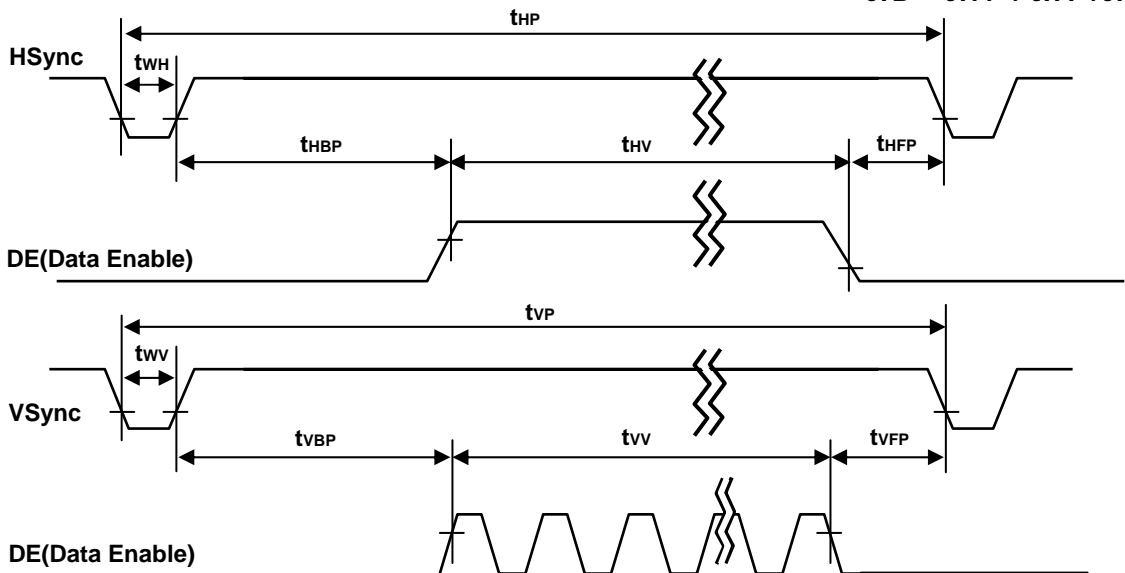 tHP
HSync
tWH
tHBP
tHV
tHFP
DE(Data Enable)
tVP
tWV
VSync
tVBP
tVV
tVFP
DE(Data Enable)